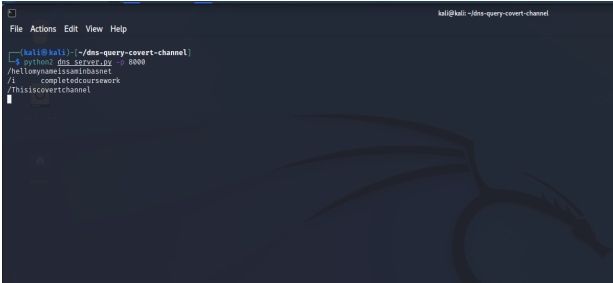 kali@kali: ~/dns-query-covert-channel
File Actions Edit View Help
┌──(kali㉿kali)-[~/dns-query-covert-channel]
└─$ python2 dns_server.py -p 8000
/hellomynameissaminbasnet
/i      completedcoursework
/Thisiscovertchannel